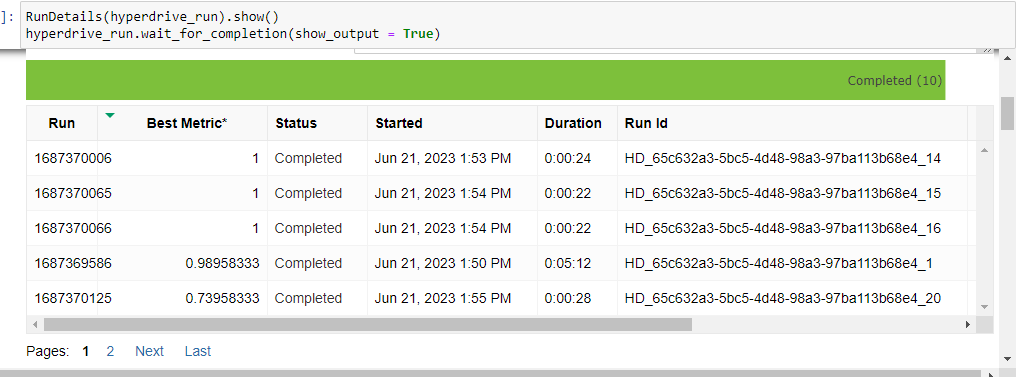 ]: RunDetails(hyperdrive_run).show()
hyperdrive_run.wait_for_completion(show_output = True)
Completed (10)
Run Best Metric* Status Started Duration Run Id
1687370006 1 Completed Jun 21, 2023 1:53 PM 0:00:24 HD_65c632a3-5bc5-4d48-98a3-97ba113b68e4_14
1687370065 1 Completed Jun 21, 2023 1:54 PM 0:00:22 HD_65c632a3-5bc5-4d48-98a3-97ba113b68e4_15
1687370066 1 Completed Jun 21, 2023 1:54 PM 0:00:22 HD_65c632a3-5bc5-4d48-98a3-97ba113b68e4_16
1687369586 0.98958333 Completed Jun 21, 2023 1:50 PM 0:05:12 HD_65c632a3-5bc5-4d48-98a3-97ba113b68e4_1
1687370125 0.73958333 Completed Jun 21, 2023 1:55 PM 0:00:28 HD_65c632a3-5bc5-4d48-98a3-97ba113b68e4_20
Pages: 1 2 Next Last